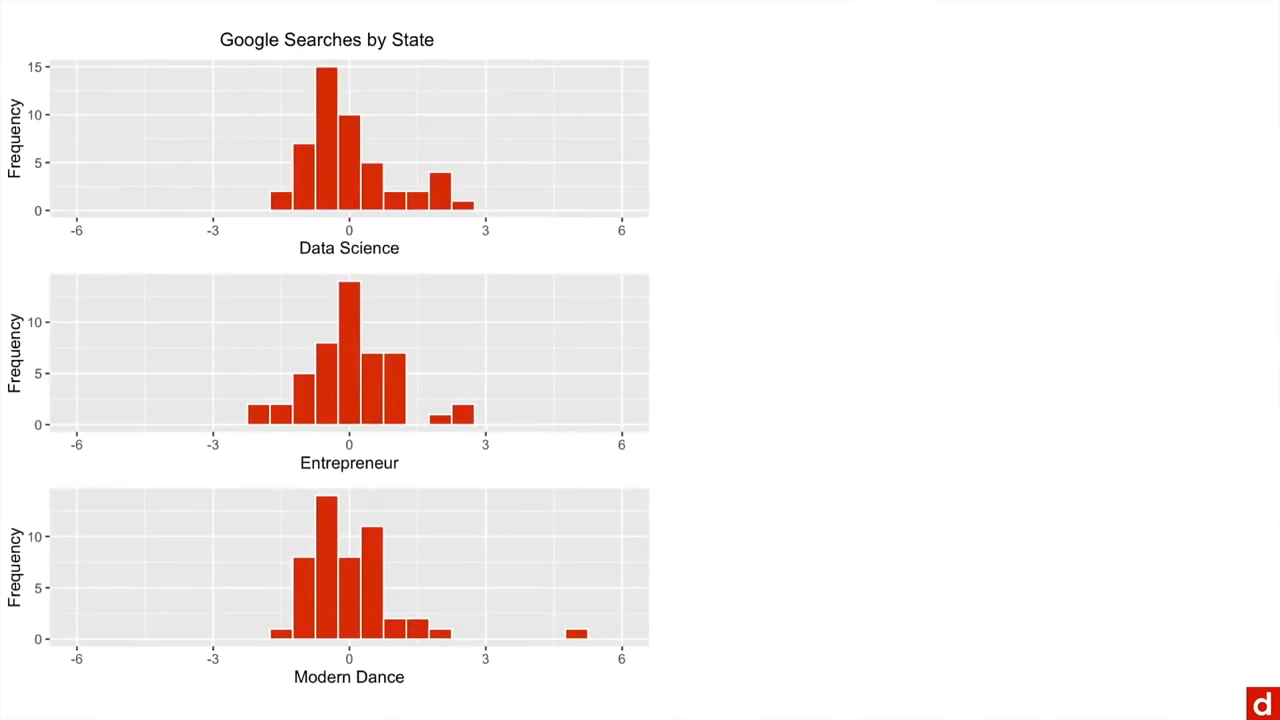 Google Searches by State
Frequency
15
10
5
0
-6 -3 0 3 6
Data Science
Frequency
10
5
0
-6 -3 0 3 6
Entrepreneur
Frequency
10
5
0
-6 -3 0 3 6
Modern Dance
d